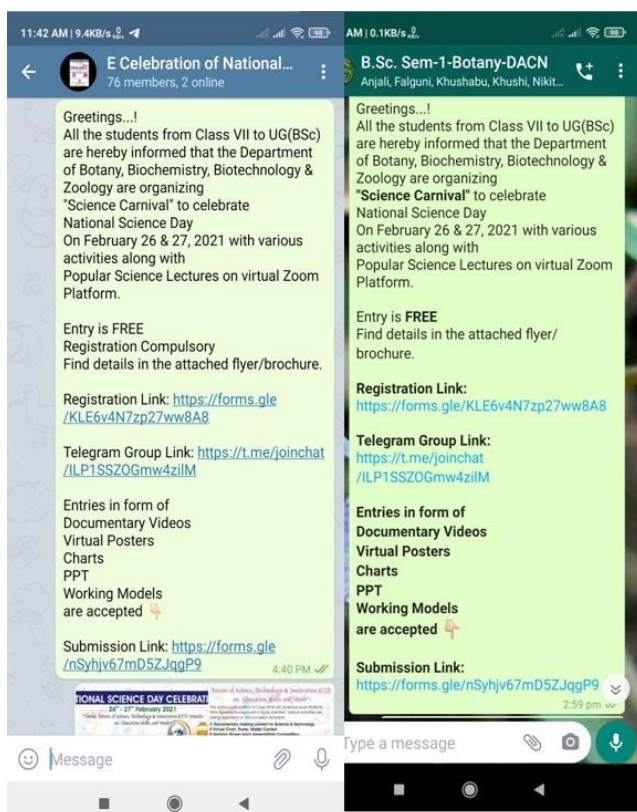 11:42 AM | 9.4KB/s
98
E Celebration of National...
76 members, 2 online
Greetings...!
All the students from Class VII to UG(BSc)
are hereby informed that the Department
of Botany, Biochemistry, Biotechnology &
Zoology are organizing
"Science Carnival" to celebrate
National Science Day
On February 26 & 27, 2021 with various
activities along with
Popular Science Lectures on virtual Zoom
Platform.
Entry is FREE
Registration Compulsory
Find details in the attached flyer/brochure.
Registration Link: https://forms.gle
/KLE6v4N7zp27ww8A8
Telegram Group Link: https://t.me/joinchat
/ILP1SSZOGmw4zilM
Entries in form of
Documentary Videos
Virtual Posters
Charts
PPT
Working Models
are accepted 👇🏻
Submission Link: https://forms.gle
/nSyhjv67mD5ZJqgP9
4:40 PM
TIONAL SCIENCE DAY CELEBRATI
26th - 27th February 2021
Message
AM | 0.1KB/s
98
B.Sc. Sem-1-Botany-DACN
Anjali, Falguni, Khushabu, Khushi, Nikit...
Greetings...!
All the students from Class VII to UG(BSc)
are hereby informed that the Department
of Botany, Biochemistry, Biotechnology &
Zoology are organizing
"Science Carnival" to celebrate
National Science Day
On February 26 & 27, 2021 with various
activities along with
Popular Science Lectures on virtual Zoom
Platform.
Entry is FREE
Find details in the attached flyer/
brochure.
Registration Link:
https://forms.gle/KLE6v4N7zp27ww8A8
Telegram Group Link:
https://t.me/joinchat
/ILP1SSZOGmw4zilM
Entries in form of
Documentary Videos
Virtual Posters
Charts
PPT
Working Models
are accepted 👇🏻
Submission Link:
https://forms.gle/nSyhjv67mD5ZJqgP9
2:59 pm
Type a message